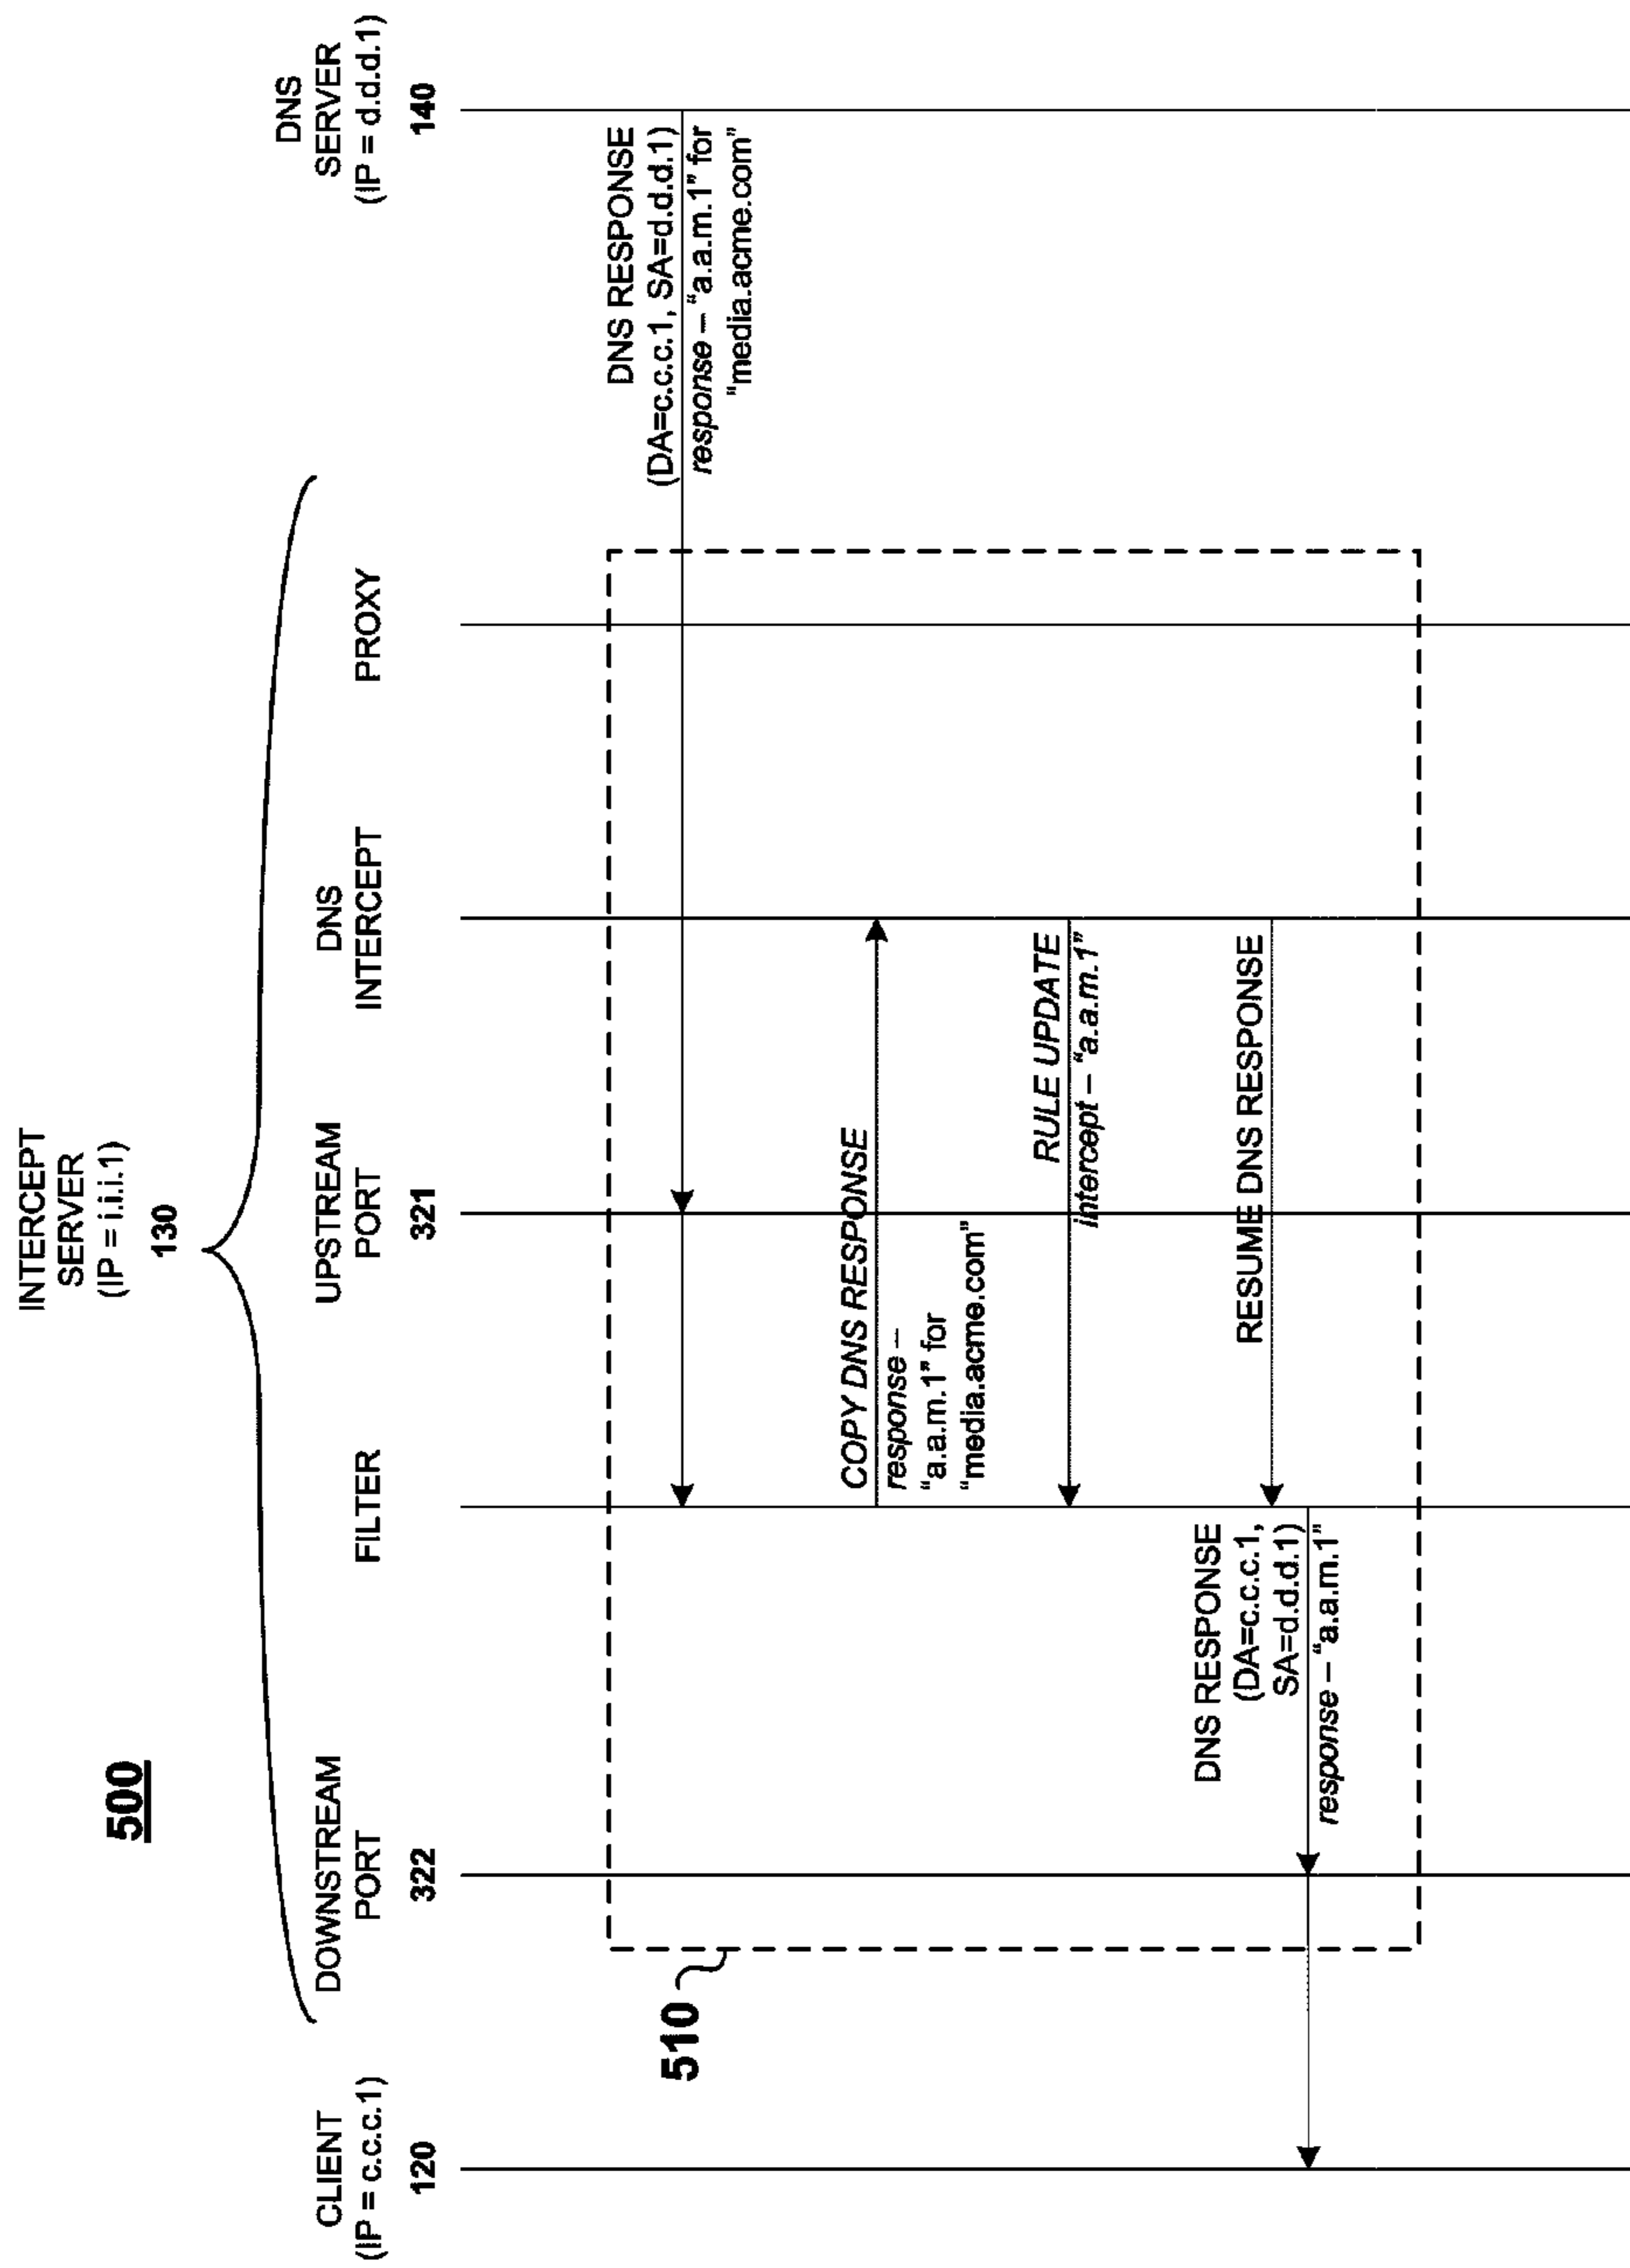 500
INTERCEPT
SERVER
(IP = i.i.i.1)
130
CLIENT
(IP = c.c.c.1)
120
DOWNSTREAM
PORT
322
FILTER
UPSTREAM
PORT
321
DNS
INTERCEPT
PROXY
DNS
SERVER
(IP = d.d.d.1)
140
510
DNS RESPONSE
(DA=c.c.c.1, SA=d.d.d.1)
response – “a.a.m.1” for
“media.acme.com”
COPY DNS RESPONSE
response –
“a.a.m.1” for
“media.acme.com”
RULE UPDATE
intercept – “a.a.m.1”
RESUME DNS RESPONSE
DNS RESPONSE
(DA=c.c.c.1,
SA=d.d.d.1)
response – “a.a.m.1”